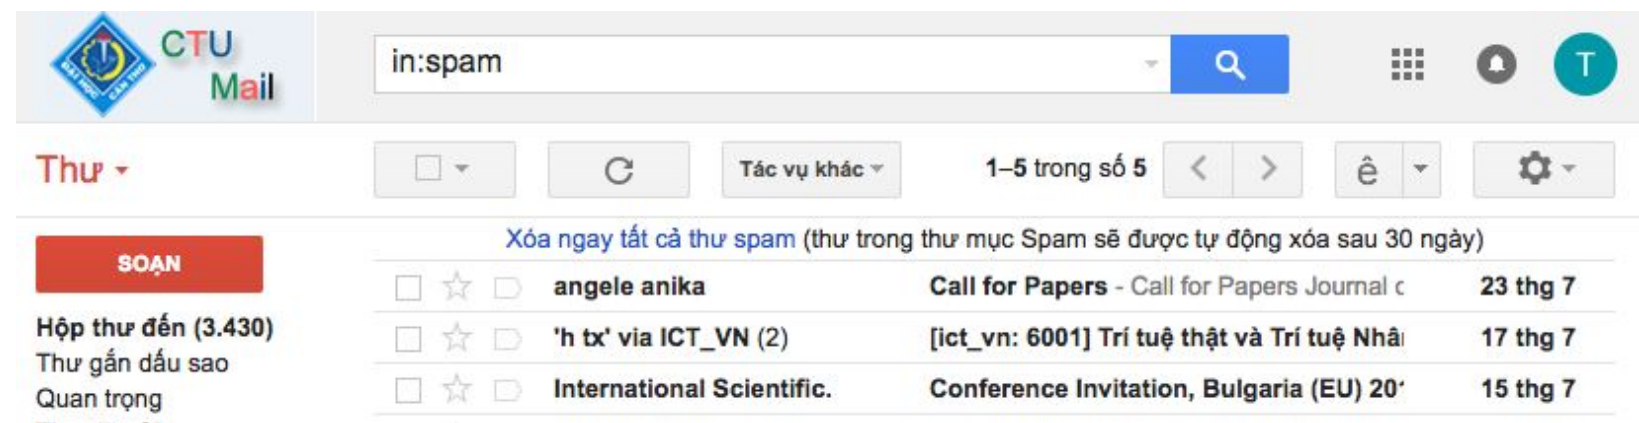 CTU
Mail
ĐẠI HỌC CẦN THƠ
in:spam
T
Thư
Tác vụ khác
1–5 trong số 5
ê
Xóa ngay tất cả thư spam (thư trong thư mục Spam sẽ được tự động xóa sau 30 ngày)
SOẠN
angele anika Call for Papers - Call for Papers Journal 23 thg 7
Hộp thư đến (3.430)
'h tx' via ICT_VN (2) [ict_vn: 6001] Trí tuệ thật và Trí tuệ Nhâ 17 thg 7
Thư gắn dấu sao
International Scientific. Conference Invitation, Bulgaria (EU) 20 15 thg 7
Quan trọng